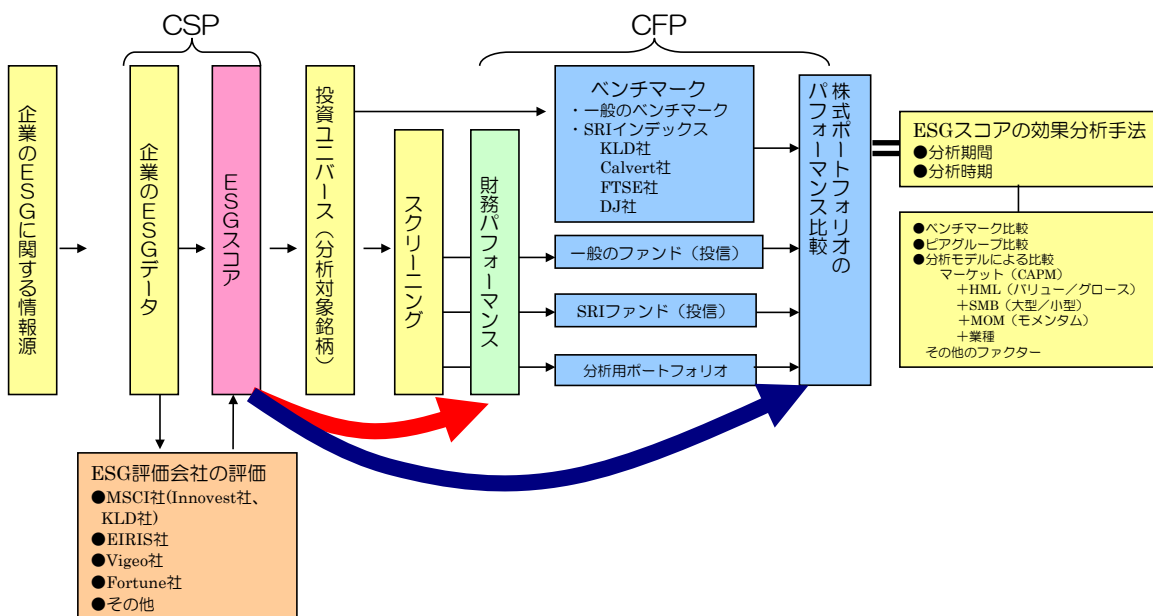 CSP
CFP
企業のESGに関する情報源
企業のESGデータ
ESGスコア
投資ユニバース（分析対象銘柄）
スクリーニング
財務パフォーマンス
ベンチマーク
・一般のベンチマーク
・SRIインデックス
KLD社
Calvert社
FTSE社
DJ社
一般のファンド（投信）
SRIファンド（投信）
分析用ポートフォリオ
株式ポートフォリオの
パフォーマンス比較
ESGスコアの効果分析手法
●分析期間
●分析時期
●ベンチマーク比較
●ピアグループ比較
●分析モデルによる比較
マーケット（CAPM）
＋HML（バリュー／グロース）
＋SMB（大型／小型）
＋MOM（モメンタム）
＋業種
その他のファクター
ESG評価会社の評価
●MSCI社(Innovest社、
KLD社)
●EIRIS社
●Vigeo社
●Fortune社
●その他